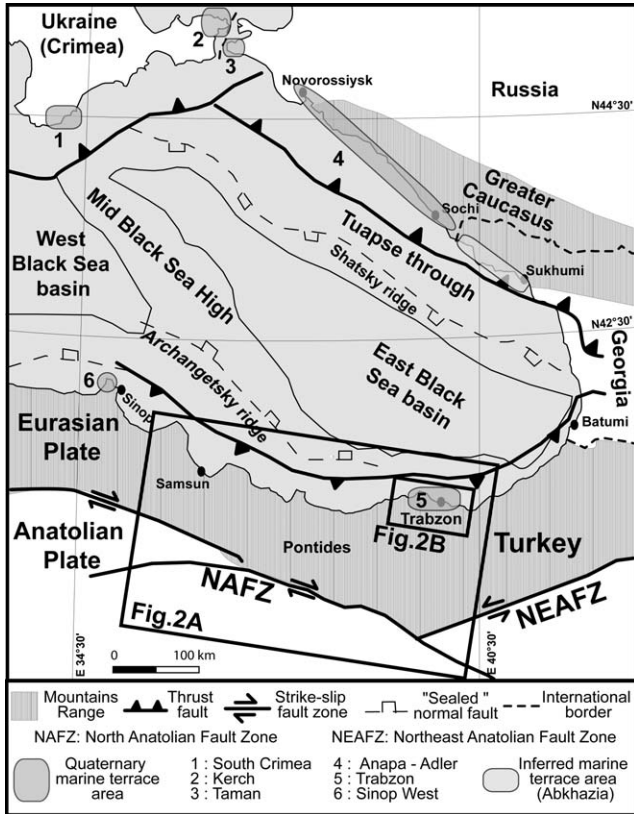 Ukraine
(Crimea)
2
3
Novorossiysk
Russia
N44°30'
1
4
Greater
Caucasus
Sochi
Mid Black Sea High
Tuapse through
West
Black Sea
basin
Shatsky ridge
Sukhumi
N42°30'
Georgia
Archangetsky ridge
East Black
Sea basin
6
Sinop
Batumi
Eurasian
Plate
Samsun
5
Trabzon
Fig.2B
Turkey
Anatolian
Plate
Pontides
NAFZ
NEAFZ
Fig.2A
E 34°30'
E 40°30'
0 100 km
Mountains
Range
Thrust
fault
Strike-slip
fault zone
"Sealed "
normal fault
International
border
NAFZ: North Anatolian Fault Zone
NEAFZ: Northeast Anatolian Fault Zone
Quaternary
marine terrace
area
1 : South Crimea
2 : Kerch
3 : Taman
4 : Anapa - Adler
5 : Trabzon
6 : Sinop West
Inferred marine
terrace area
(Abkhazia)